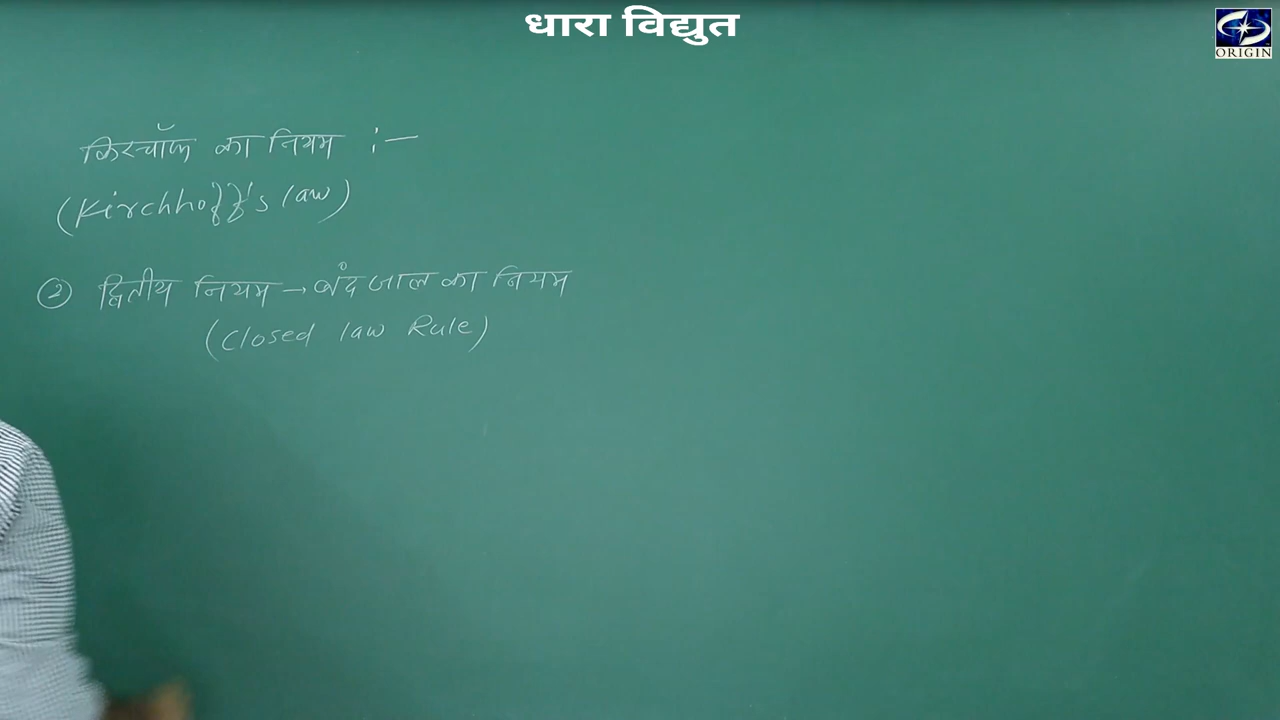 धारा विद्युत
ORIGIN
किरचॉफ का नियम :-
(Kirchhoff's law)
② द्वितीय नियम → बंद जाल का नियम
(Closed law Rule)